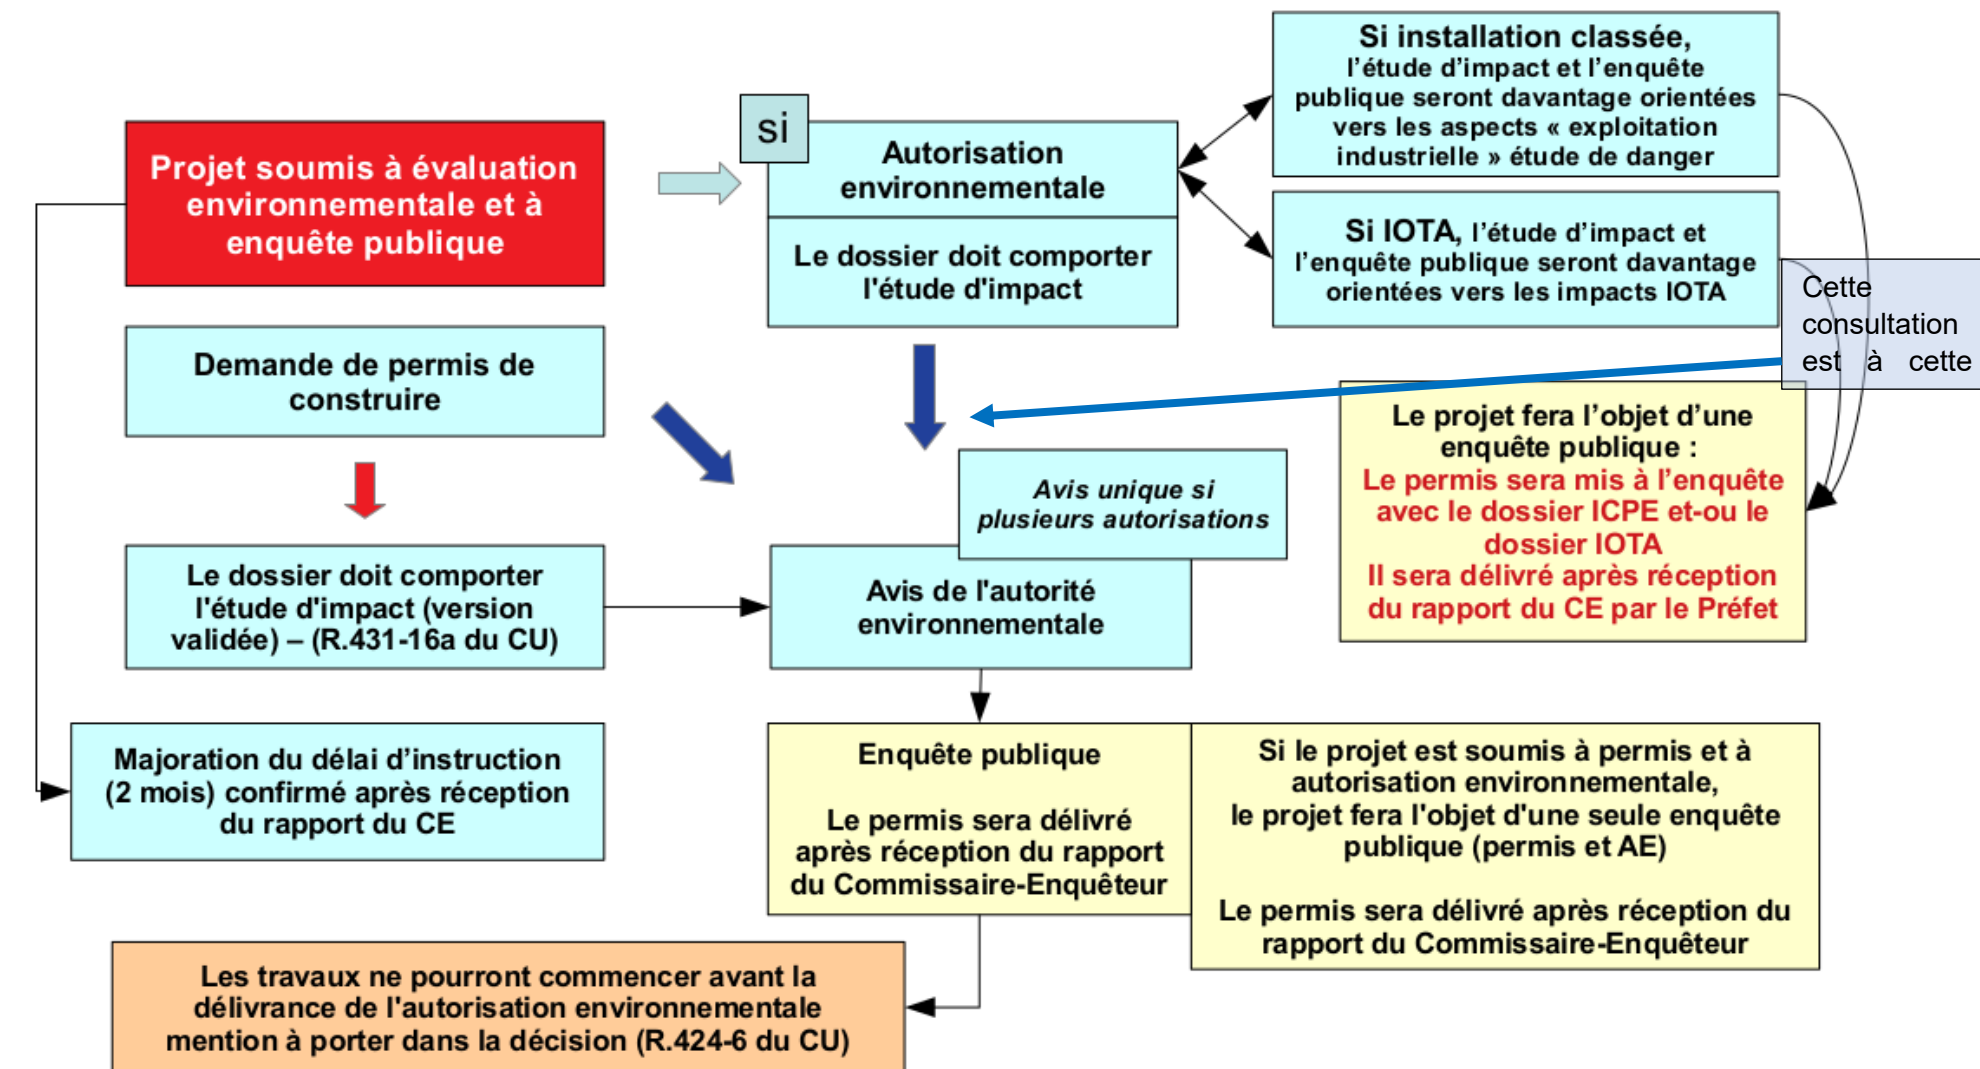 Projet soumis à évaluation
environnementale et à
enquête publique
si
Autorisation
environnementale
Le dossier doit comporter
l'étude d'impact
Si installation classée,
l’étude d’impact et l’enquête
publique seront davantage orientées
vers les aspects « exploitation
industrielle » étude de danger
Si IOTA, l’étude d’impact et
l’enquête publique seront davantage
orientées vers les impacts IOTA
Cette
consultation
est à cette
Demande de permis de
construire
Le projet fera l’objet d’une
enquête publique :
Le permis sera mis à l’enquête
avec le dossier ICPE et-ou le
dossier IOTA
Il sera délivré après réception
du rapport du CE par le Préfet
Avis unique si
plusieurs autorisations
Le dossier doit comporter
l'étude d'impact (version
validée) – (R.431-16a du CU)
Avis de l'autorité
environnementale
Majoration du délai d’instruction
(2 mois) confirmé après réception
du rapport du CE
Enquête publique
Le permis sera délivré
après réception du rapport
du Commissaire-Enquêteur
Si le projet est soumis à permis et à
autorisation environnementale,
le projet fera l'objet d'une seule enquête
publique (permis et AE)
Le permis sera délivré après réception du
rapport du Commissaire-Enquêteur
Les travaux ne pourront commencer avant la
délivrance de l'autorisation environnementale
mention à porter dans la décision (R.424-6 du CU)